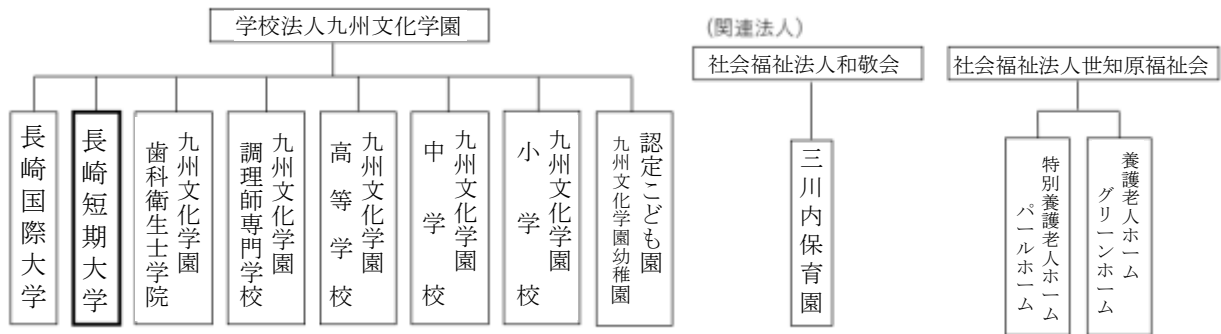 学校法人九州文化学園
(関連法人)
社会福祉法人和敬会
社会福祉法人世知原福祉会
長崎国際大学
長崎短期大学
九州文化学園
歯科衛生士学院
九州文化学園
調理師専門学校
九州文化学園
高等学校
九州文化学園
中学校
九州文化学園
小学校
認定こども園
九州文化学園幼稚園
三川内保育園
特別養護老人ホーム
パールホーム
養護老人ホーム
グリーンホーム